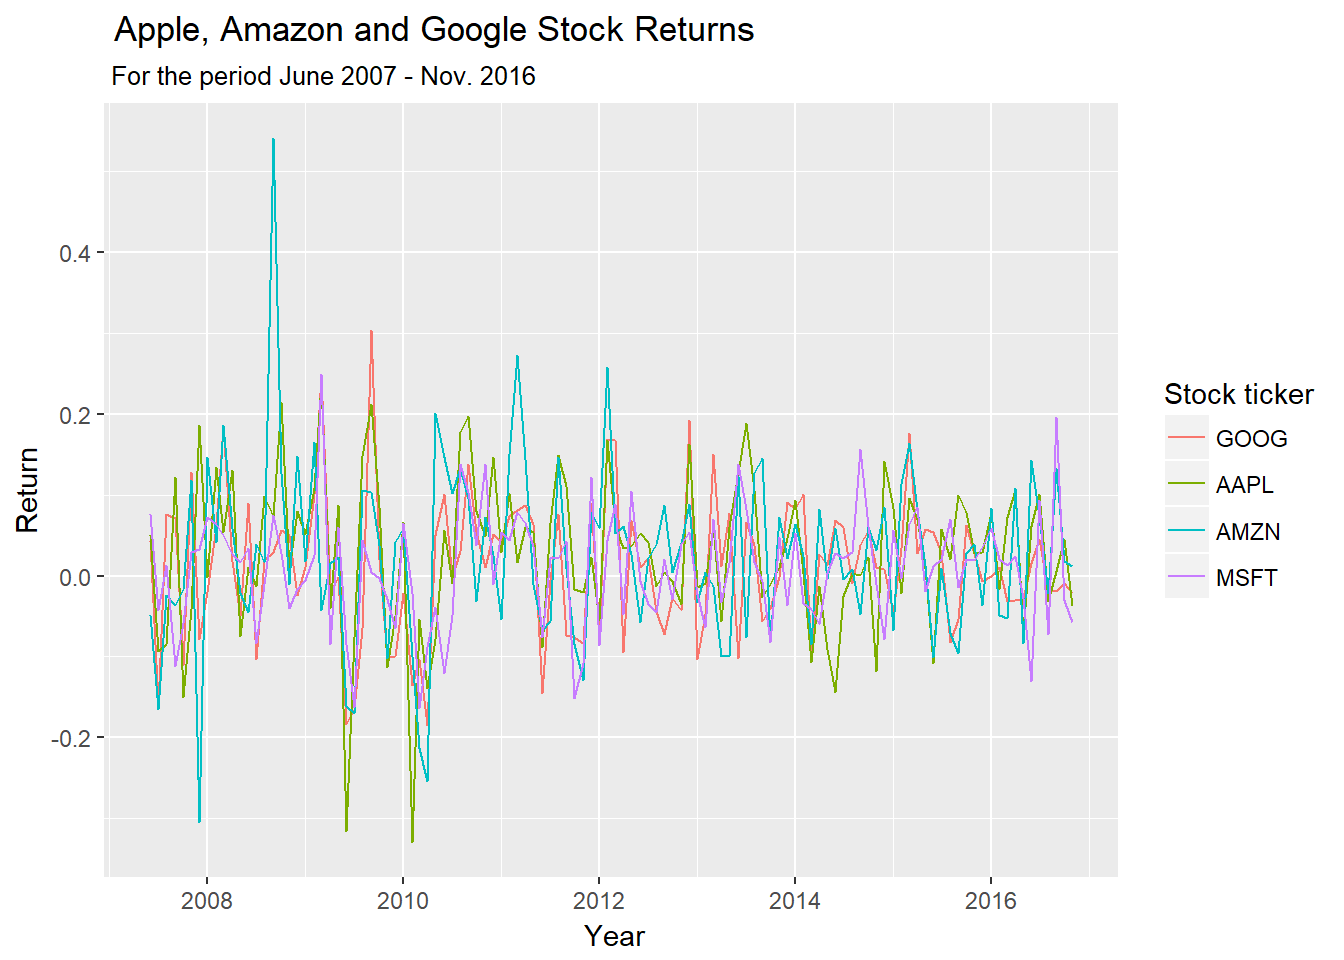 Apple, Amazon and Google Stock Returns
For the period June 2007 - Nov. 2016
Return
0.4
0.2
0.0
-0.2
2008 2010 2012 2014 2016
Year
Stock ticker
GOOG
AAPL
AMZN
MSFT